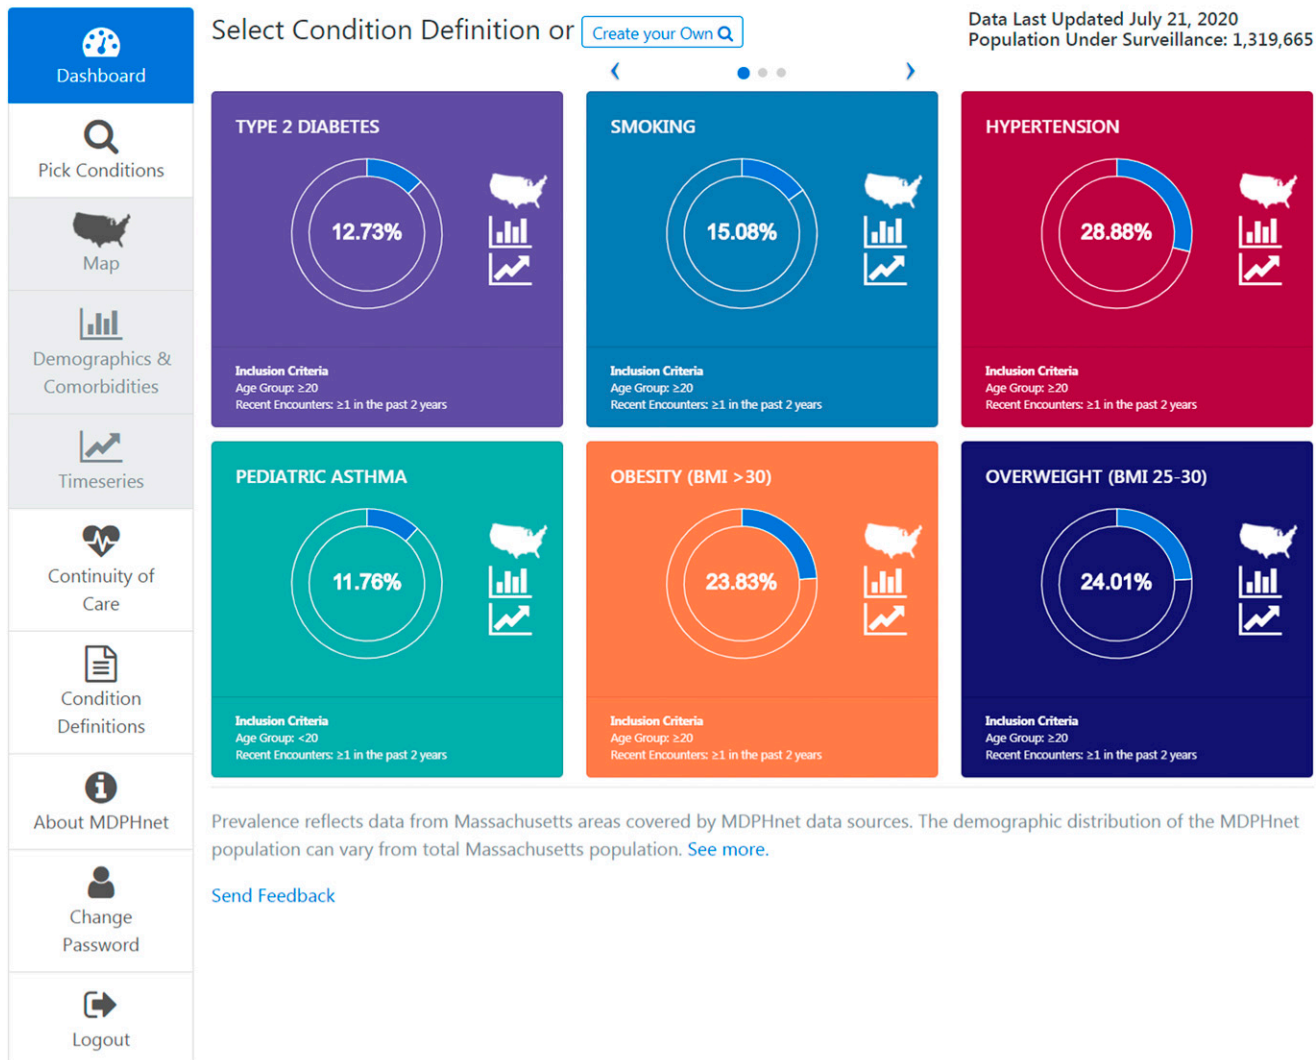 Dashboard
Pick Conditions
Map
Demographics &
Comorbidities
Timeseries
Continuity of
Care
Condition
Definitions
About MDPHnet
Change
Password
Logout
Select Condition Definition or
Create your Own
Data Last Updated July 21, 2020
Population Under Surveillance: 1,319,665
TYPE 2 DIABETES
12.73%
Inclusion Criteria
Age Group: ≥20
Recent Encounters: ≥1 in the past 2 years
SMOKING
15.08%
Inclusion Criteria
Age Group: ≥20
Recent Encounters: ≥1 in the past 2 years
HYPERTENSION
28.88%
Inclusion Criteria
Age Group: ≥20
Recent Encounters: ≥1 in the past 2 years
PEDIATRIC ASTHMA
11.76%
Inclusion Criteria
Age Group: <20
Recent Encounters: ≥1 in the past 2 years
OBESITY (BMI >30)
23.83%
Inclusion Criteria
Age Group: ≥20
Recent Encounters: ≥1 in the past 2 years
OVERWEIGHT (BMI 25-30)
24.01%
Inclusion Criteria
Age Group: ≥20
Recent Encounters: ≥1 in the past 2 years
Prevalence reflects data from Massachusetts areas covered by MDPHnet data sources. The demographic distribution of the MDPHnet
population can vary from total Massachusetts population. See more.
Send Feedback